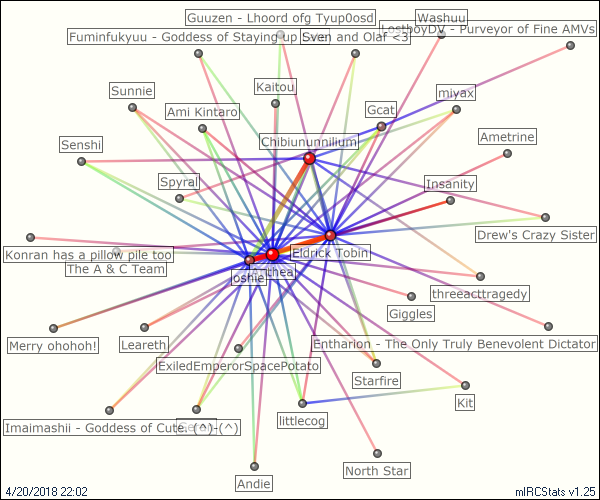 Guuzen - Lhoord ofg Tyup0osd
Washuu
LostboyDV - Purveyor of Fine AMVs
Fuminfukyuu - Goddess of Staying up
Sven and Olaf <3
Sunnie
Kaitou
miyax
Ami Kintaro
Gcat
Ametrine
Senshi
Chibiununnilium
Spyral
Insanity
Drew's Crazy Sister
Konran has a pillow pile too
Eldrick Tobin
The A & C Team
Joshie
threeacttragedy
Giggles
Merry ohohoh!
Leareth
Entharion - The Only Truly Benevolent Dictator
ExiledEmperorSpacePotato
Starfire
Kit
Imaimashii - Goddess of Cute. (^)-(^)
littlecog
North Star
Andie
4/20/2018 22:02
mIRCStats v1.25